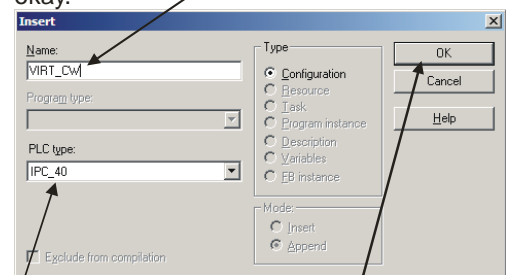 okay.
Insert
Name:
VIRT_CW
Program type:
PLC type:
IPC_40
Exclude from compilation
Type
Configuration
Resource
Task
Program instance
Description
Variables
FB instance
Mode:
Insert
Append
OK
Cancel
Help